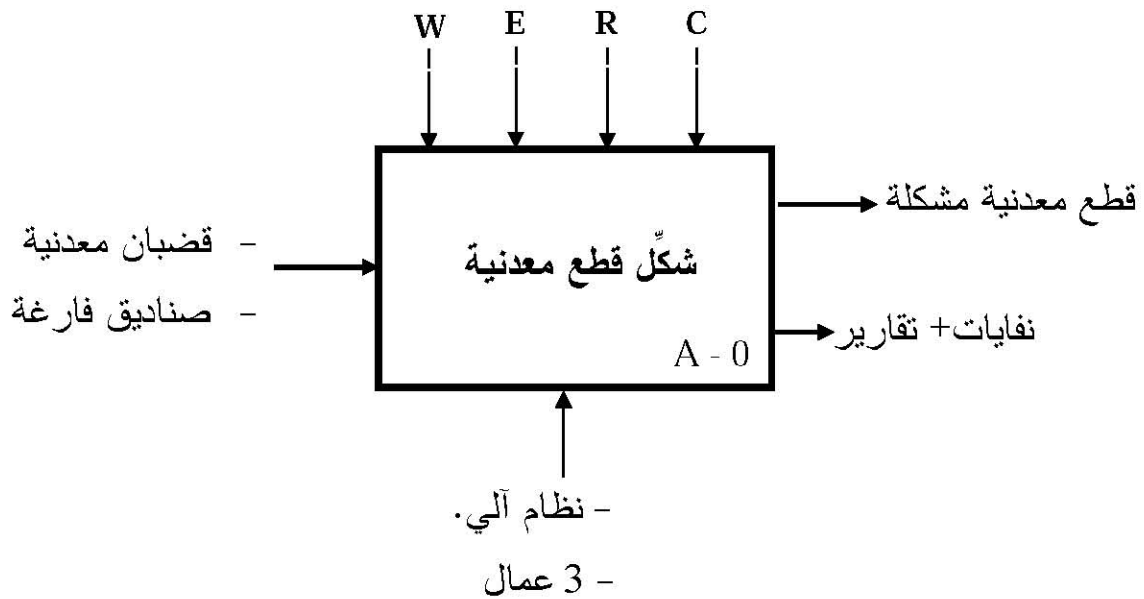 W E R C
قطع معدنية مشكلة
- قضبان معدنية
شكِّل قطع معدنية
- صناديق فارغة
نفايات+ تقارير
A - 0
- نظام آلي.
- 3 عمال